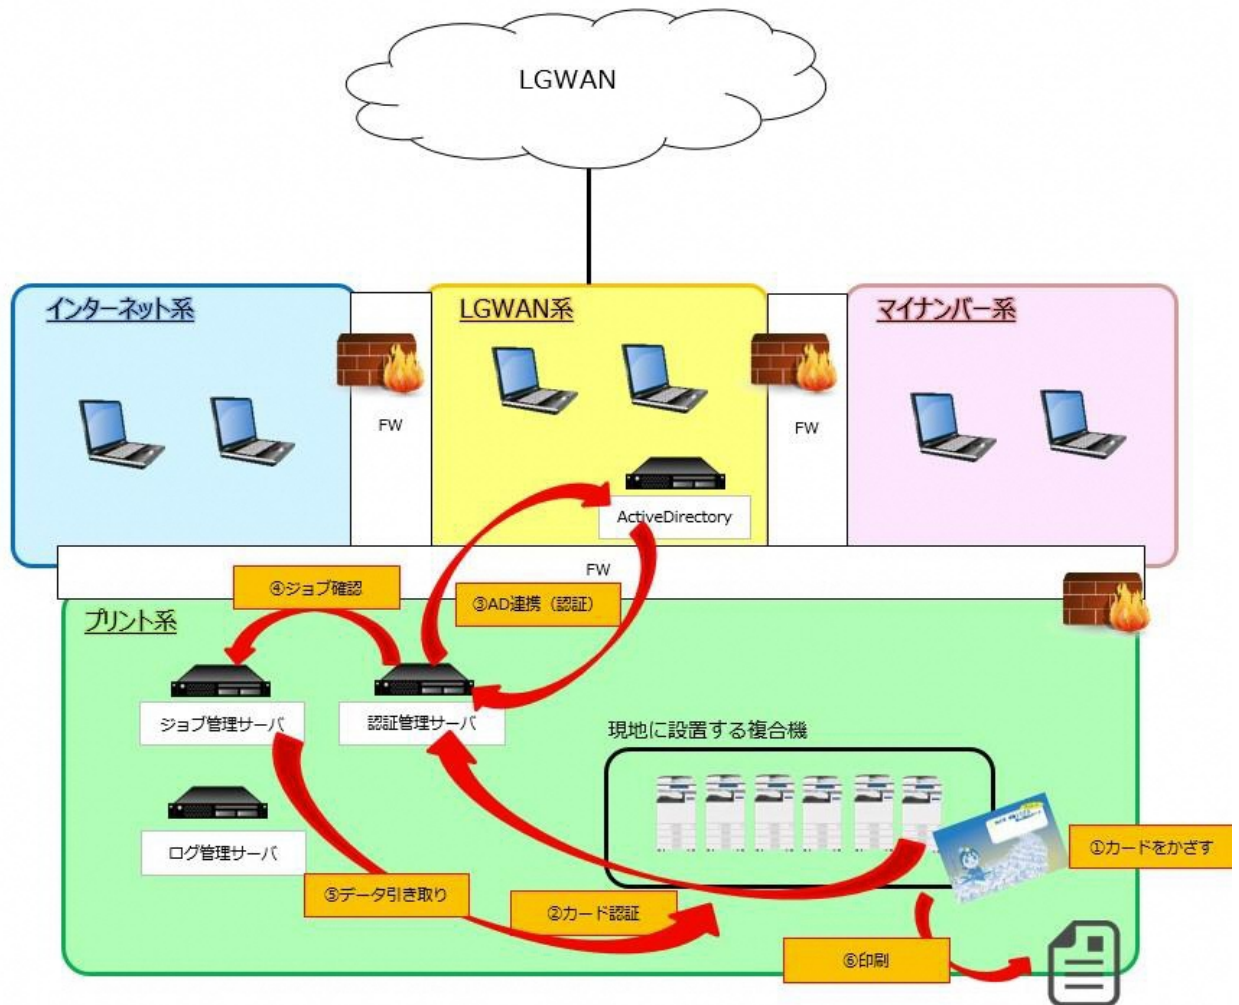 LGWAN
インターネット系
LGWAN系
マイナンバー系
FW
FW
ActiveDirectory
FW
④ジョブ確認
③AD連携（認証）
プリント系
ジョブ管理サーバ
認証管理サーバ
現地に設置する複合機
ログ管理サーバ
①カードをかざす
⑤データ引き取り
②カード認証
⑥印刷